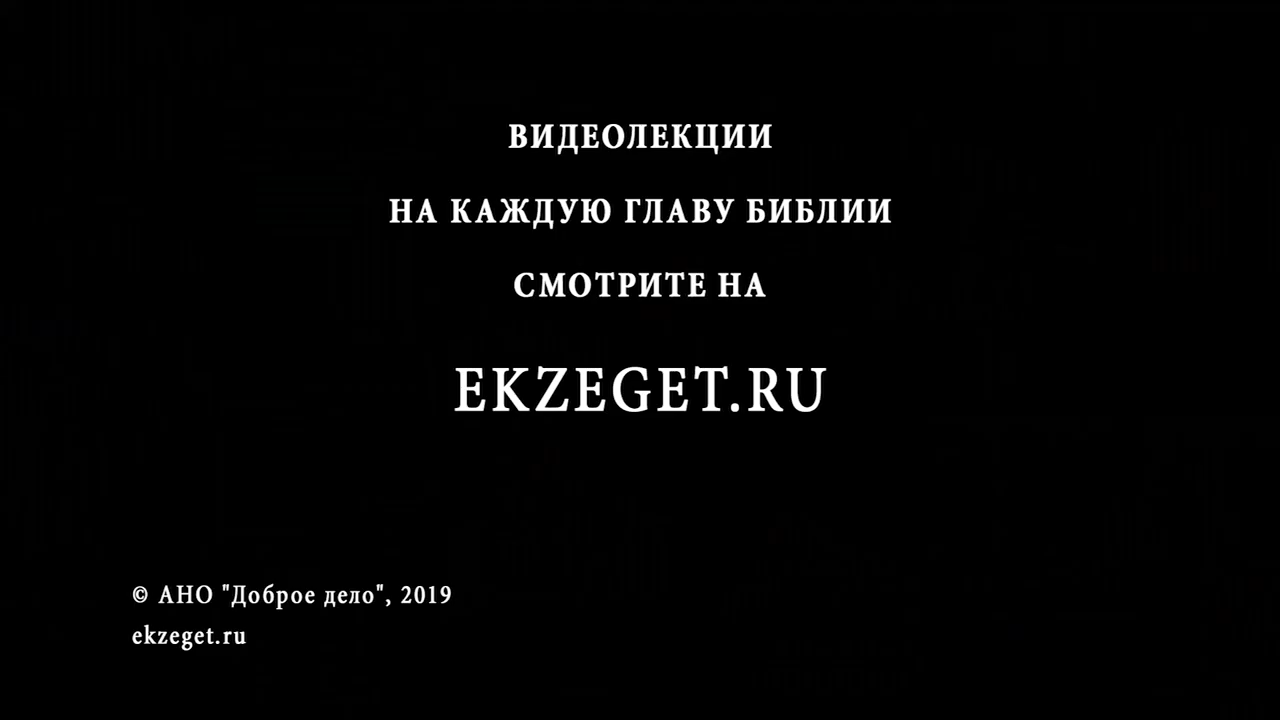 ВИДЕОЛЕКЦИИ
НА КАЖДУЮ ГЛАВУ БИБЛИИ
СМОТРИТЕ НА
EKZEGET.RU
© АНО "Доброе дело", 2019
ekzeget.ru